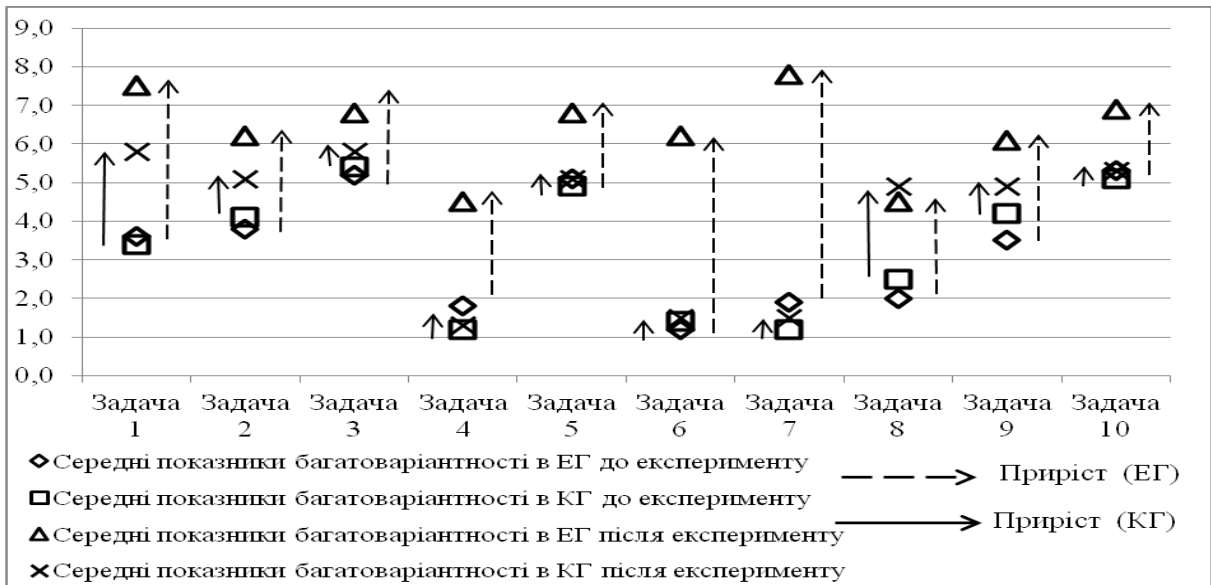 9,0
8,0
7,0
6,0
5,0
4,0
3,0
2,0
1,0
0,0
Задача Задача Задача Задача Задача Задача Задача Задача Задача Задача
1 2 3 4 5 6 7 8 9 10
Середні показники багатоваріантності в ЕГ до експерименту
Середні показники багатоваріантності в КГ до експерименту
Середні показники багатоваріантності в ЕГ після експерименту
Середні показники багатоваріантності в КГ після експерименту
Приріст (ЕГ)
Приріст (КГ)